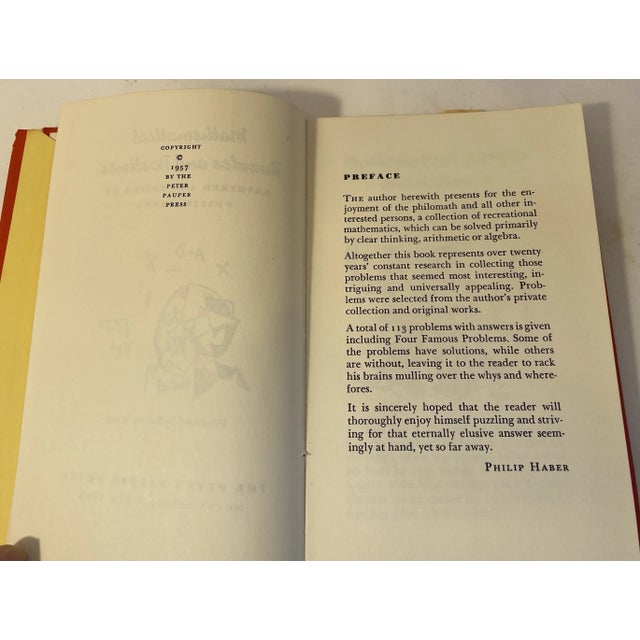 COPYRIGHT
©
1957
BY THE
PETER
PAUPER
PRESS
PREFACE
THE author herewith presents for the en-
joyment of the philomath and all other in-
terested persons, a collection of recreational
mathematics, which can be solved primarily
by clear thinking, arithmetic or algebra.
Altogether this book represents over twenty
years' constant research in collecting those
problems that seemed most interesting, in-
triguing and universally appealing. Prob-
lems were selected from the author's private
collection and original works.
A total of 113 problems with answers is given
including Four Famous Problems. Some of
the problems have solutions, while others
are without, leaving it to the reader to rack
his brains mulling over the whys and where-
fores.
It is sincerely hoped that the reader will
thoroughly enjoy himself puzzling and striv-
ing for that eternally elusive answer seem-
ingly at hand, yet so far away.
PHILIP HABER